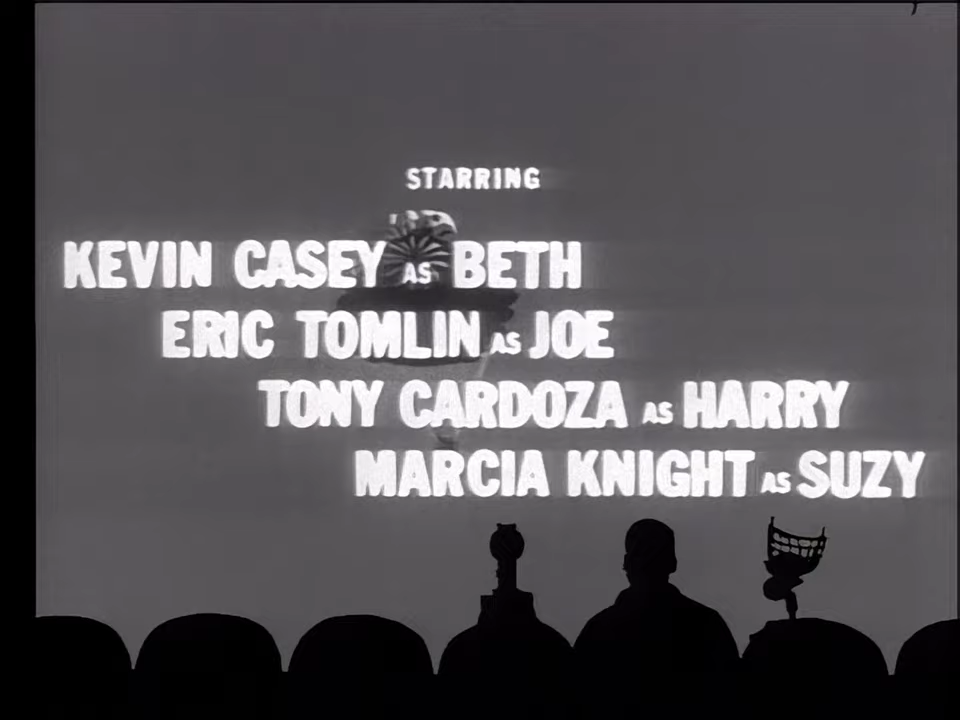 STARRING
KEVIN CASEY AS BETH
ERIC TOMLIN AS JOE
TONY CARDOZA AS HARRY
MARCIA KNIGHT AS SUZY